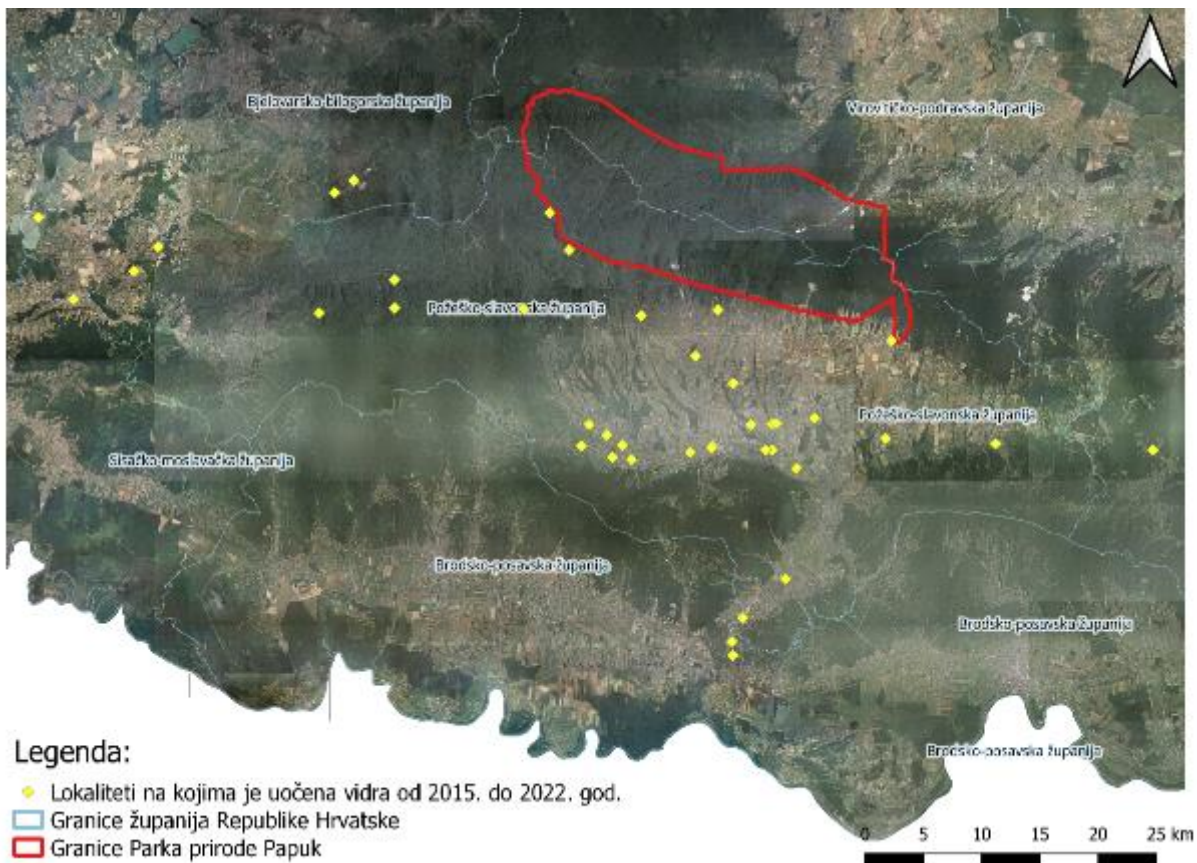 Bjelovarsko-bilogorska županija
Virovitičko-podravska županija
Požeško-slavonska županija
Požeško-slavonska županija
Sisačko-moslavačka županija
Brodsko-posavska županija
Brodsko-posavska županija
Brodsko-posavska županija
Legenda:
Lokaliteti na kojima je uočena vidra od 2015. do 2022. god.
Granice županija Republike Hrvatske
Granice Parka prirode Papuk
0 5 10 15 20 25 km